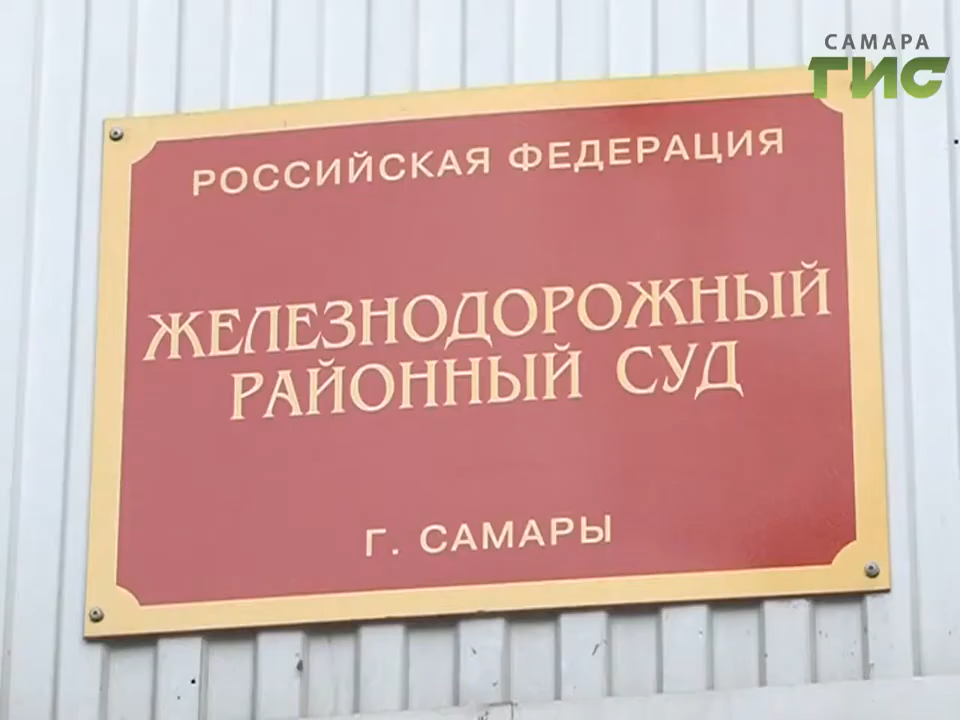 САМАРА
ГИС
РОССИЙСКАЯ ФЕДЕРАЦИЯ
ЖЕЛЕЗНОДОРОЖНЫЙ
РАЙОННЫЙ СУД
Г. САМАРЫ